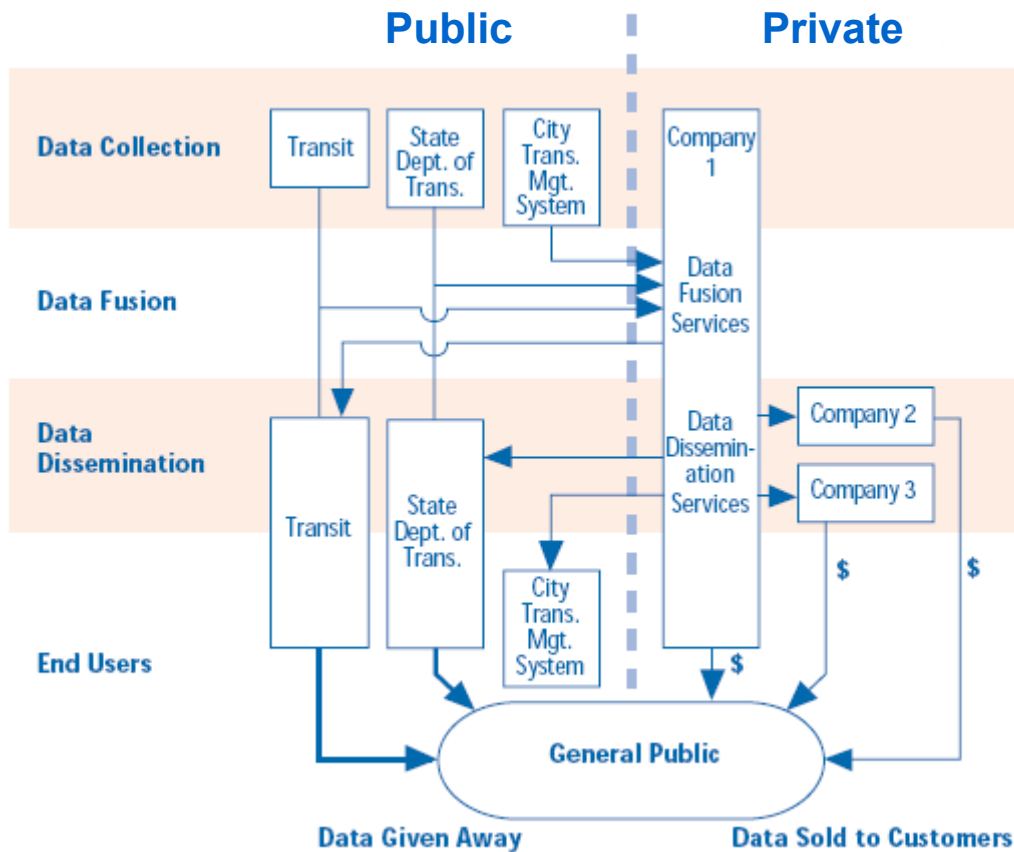 Public
Private
Data Collection
Transit
State
Dept. of
Trans.
City
Trans.
Mgt.
System
Company
1
Data Fusion
Data
Fusion
Services
Data
Dissemination
Transit
State
Dept. of
Trans.
Data
Dissemin-
ation
Services
Company 2
Company 3
$
$
City
Trans.
Mgt.
System
End Users
$
General Public
Data Given Away
Data Sold to Customers